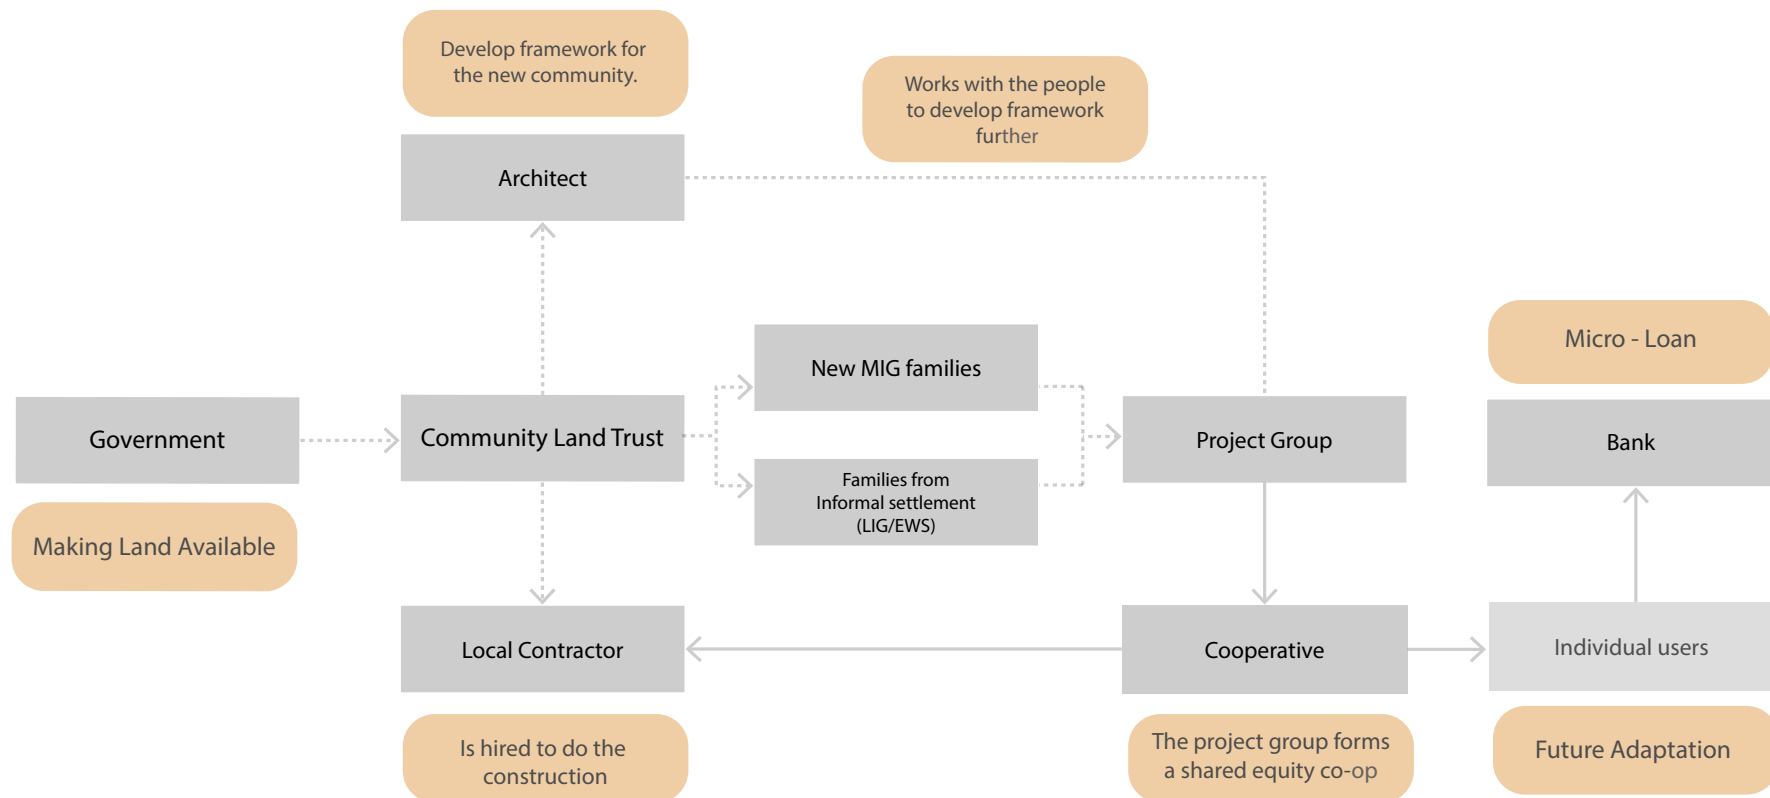 Develop framework for
the new community.
Works with the people
to develop framework
further
Architect
New MIG families
Micro - Loan
Government
Community Land Trust
Project Group
Bank
Families from
Informal settlement
(LIG/EWS)
Making Land Available
Local Contractor
Cooperative
Individual users
Is hired to do the
construction
The project group forms
a shared equity co-op
Future Adaptation